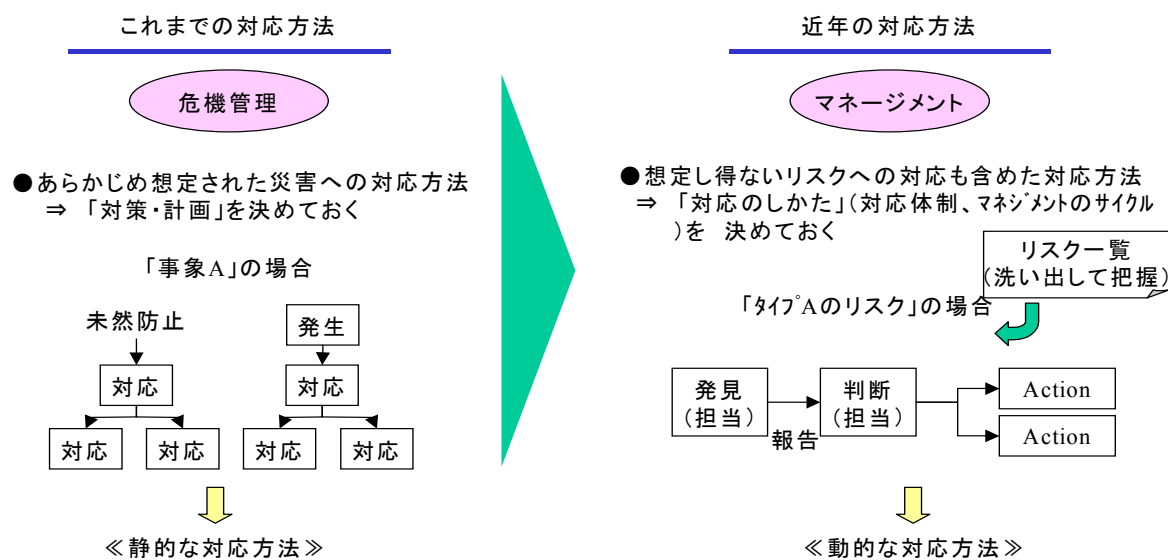 これまでの対応方法
危機管理
●あらかじめ想定された災害への対応方法
⇒ 「対策・計画」を決めておく
「事象A」の場合
未然防止
発生
対応
対応
対応
対応
対応
対応
≪静的な対応方法≫
近年の対応方法
マネージメント
●想定し得ないリスクへの対応も含めた対応方法
⇒ 「対応のしかた」(対応体制、ﾏﾈｼﾞﾒﾝﾄのサイクル
)を 決めておく
リスク一覧
(洗い出して把握)
「ﾀｲﾌﾟAのリスク」の場合
発見
(担当)
報告
判断
(担当)
Action
Action
≪動的な対応方法≫